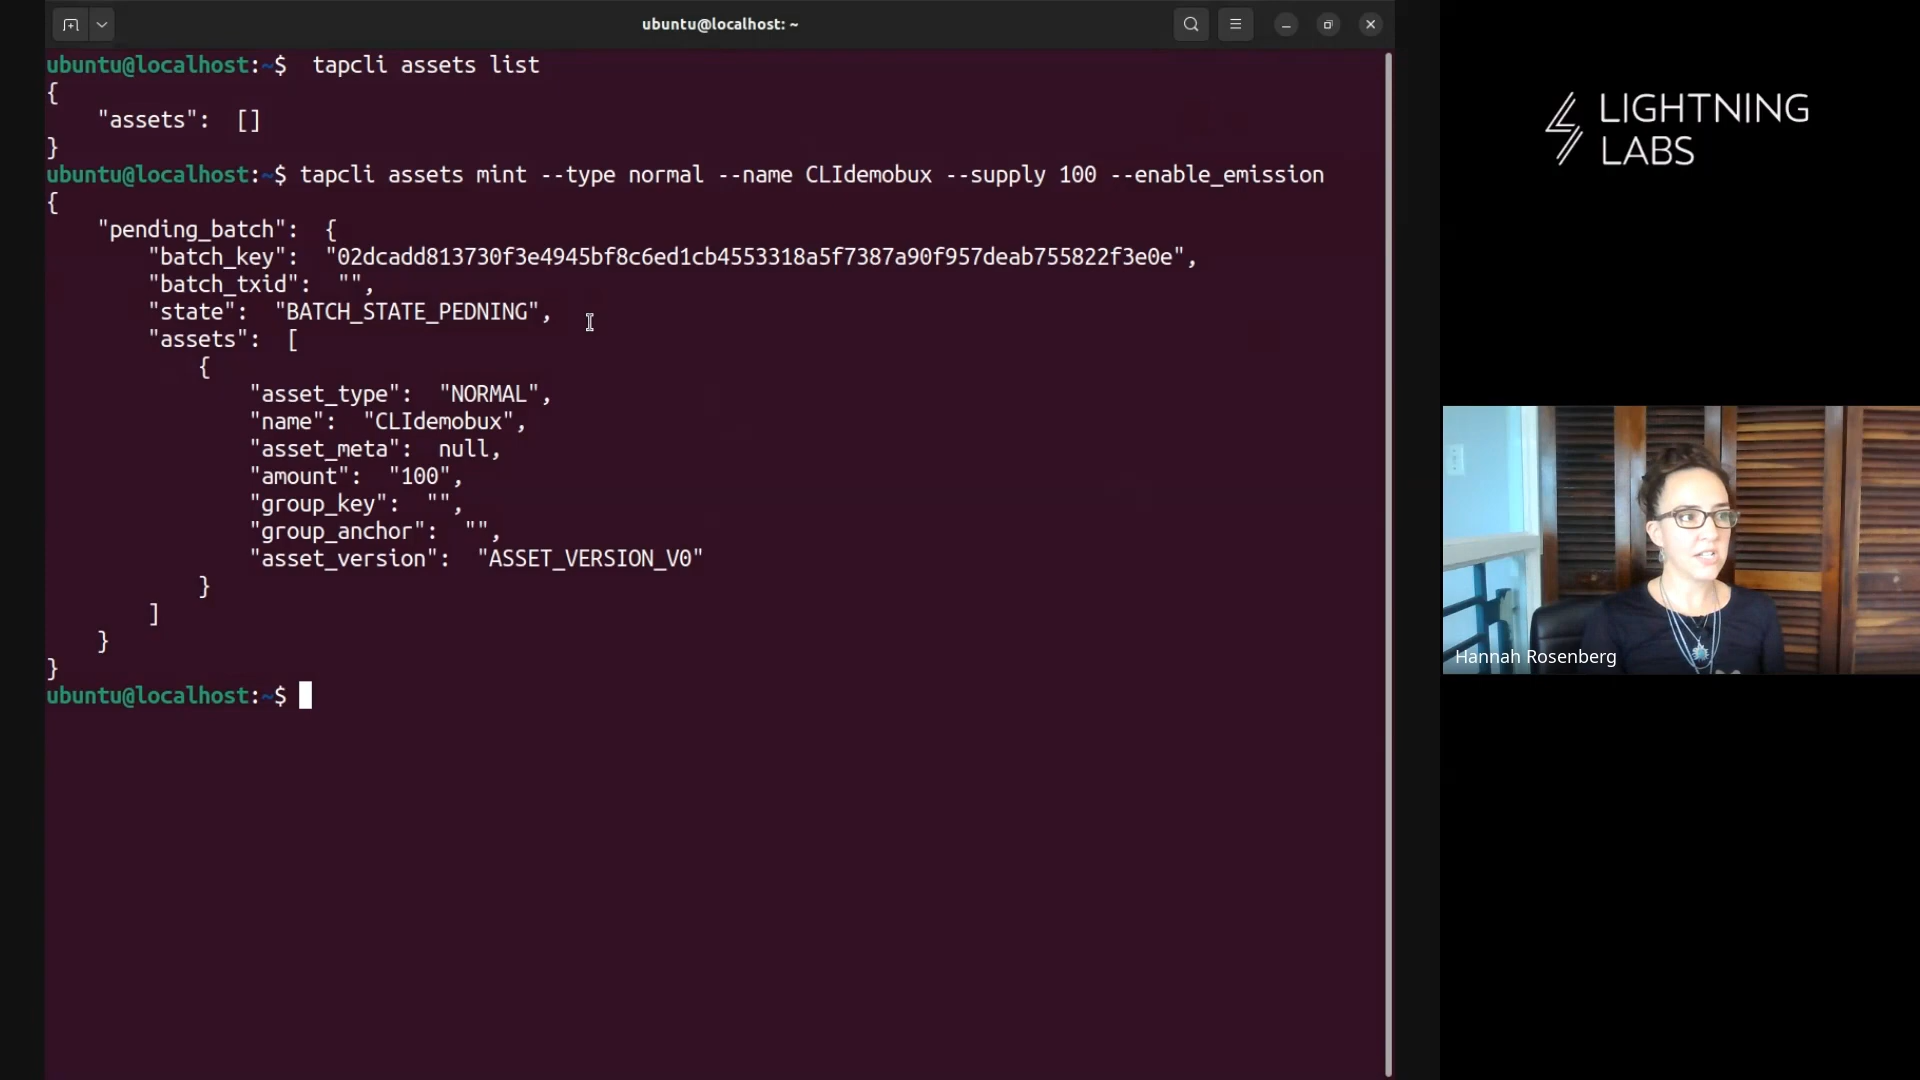 ubuntu@localhost: ~
ubuntu@localhost:~$  tapcli assets list
{
    "assets":  []
}
ubuntu@localhost:~$ tapcli assets mint --type normal --name CLIdemobux --supply 100 --enable_emission
{
    "pending_batch":  {
        "batch_key":  "02dcadd813730f3e4945bf8c6ed1cb4553318a5f7387a90f957deab755822f3e0e",
        "batch_txid":  "",
        "state":  "BATCH_STATE_PEDNING",
        "assets":  [
            {
                "asset_type":  "NORMAL",
                "name":  "CLIdemobux",
                "asset_meta":  null,
                "amount":  "100",
                "group_key":  "",
                "group_anchor":  "",
                "asset_version":  "ASSET_VERSION_V0"
            }
        ]
    }
}
ubuntu@localhost:~$
LIGHTNING
LABS
Hannah Rosenberg